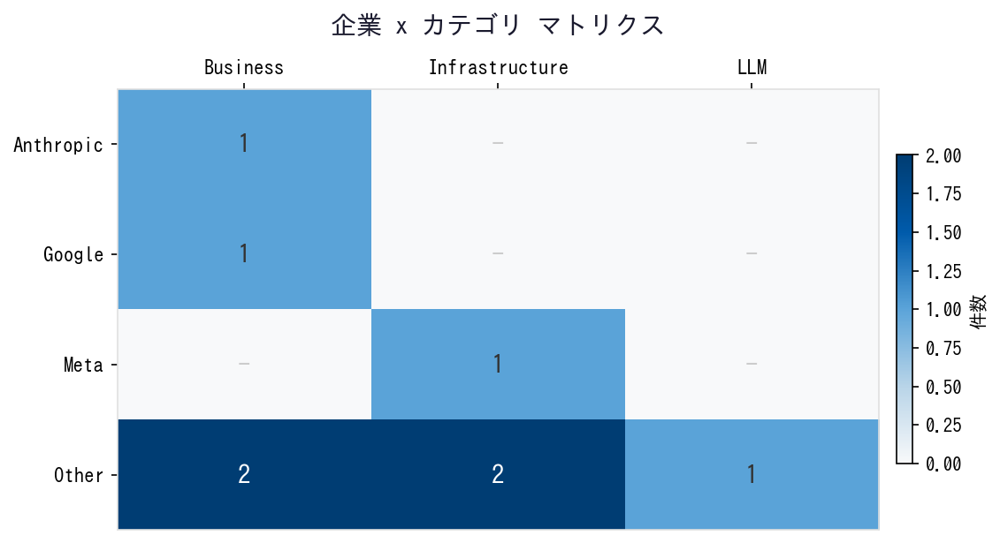 企業 x カテゴリ マトリクス
Business Infrastructure LLM
Anthropic 1 — —
Google 1 — —
Meta — 1 —
Other 2 2 1
2.00
1.75
1.50
1.25
1.00
0.75
0.50
0.25
0.00
件数